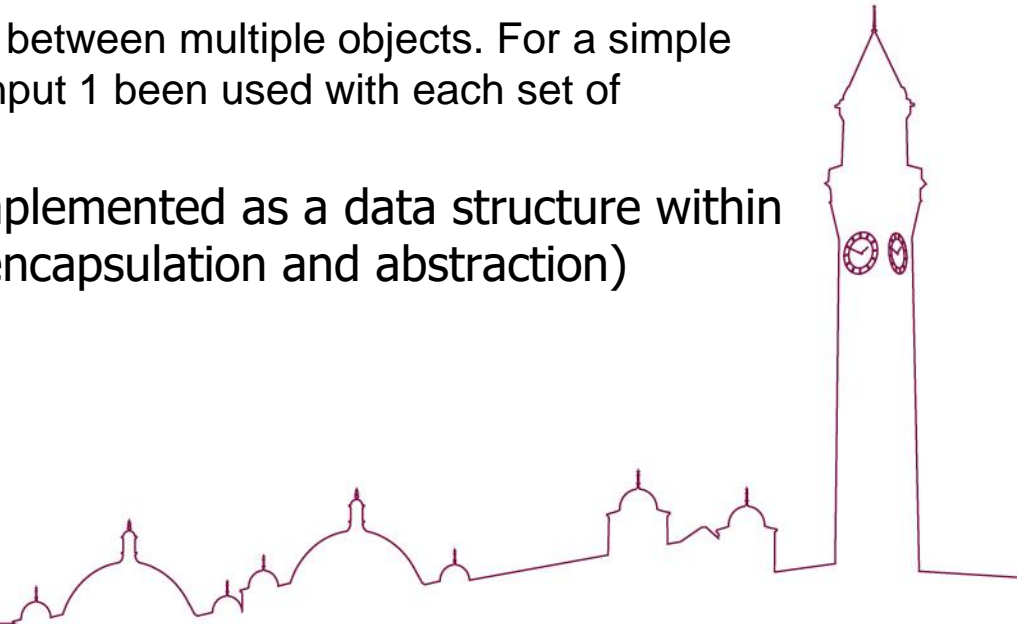 between multiple objects. For a simple
nput 1 been used with each set of
nplemented as a data structure within
encapsulation and abstraction)